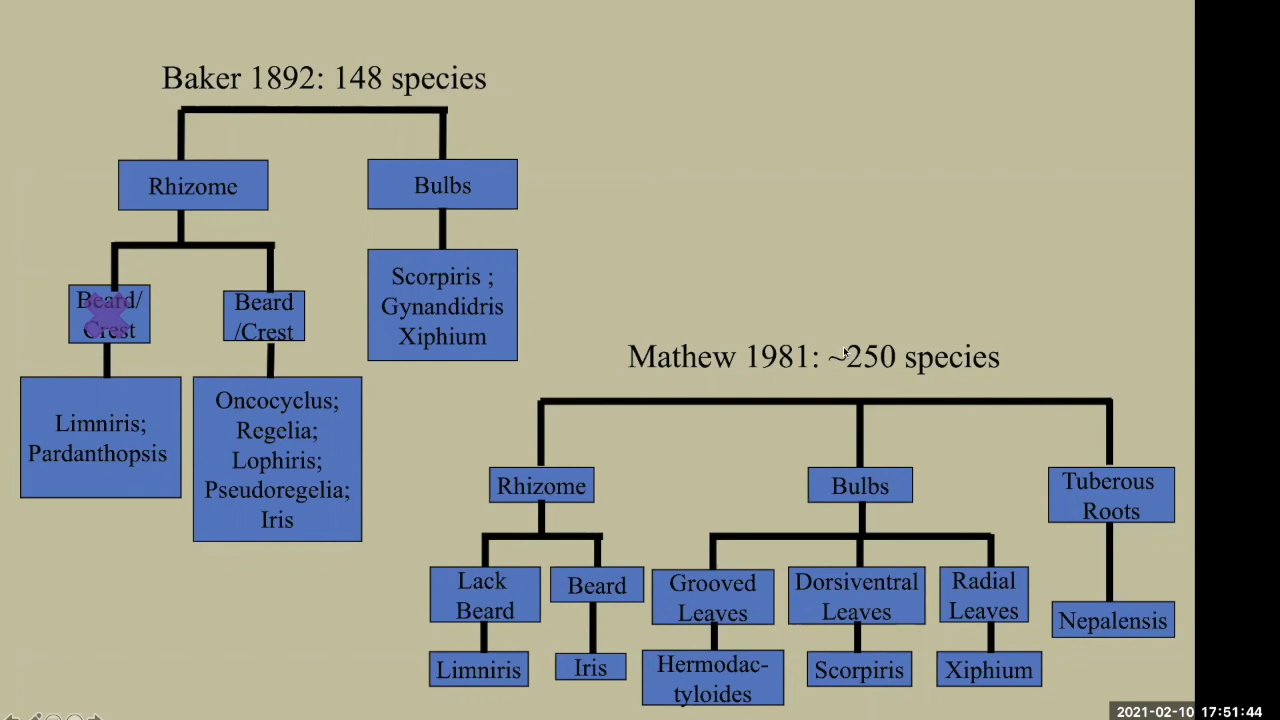 Baker 1892: 148 species
Rhizome
Bulbs
Beard/
Crest
Beard
/Crest
Scorpiris ;
Gynandidris
Xiphium
Limniris;
Pardanthopsis
Oncocyclus;
Regelia;
Lophiris;
Pseudoregelia;
Iris
Mathew 1981: ~250 species
Rhizome
Bulbs
Tuberous
Roots
Lack
Beard
Beard
Grooved
Leaves
Dorsiventral
Leaves
Radial
Leaves
Nepalensis
Limniris
Iris
Hermodac-
tyloides
Scorpiris
Xiphium
2021-02-10 17:51:44